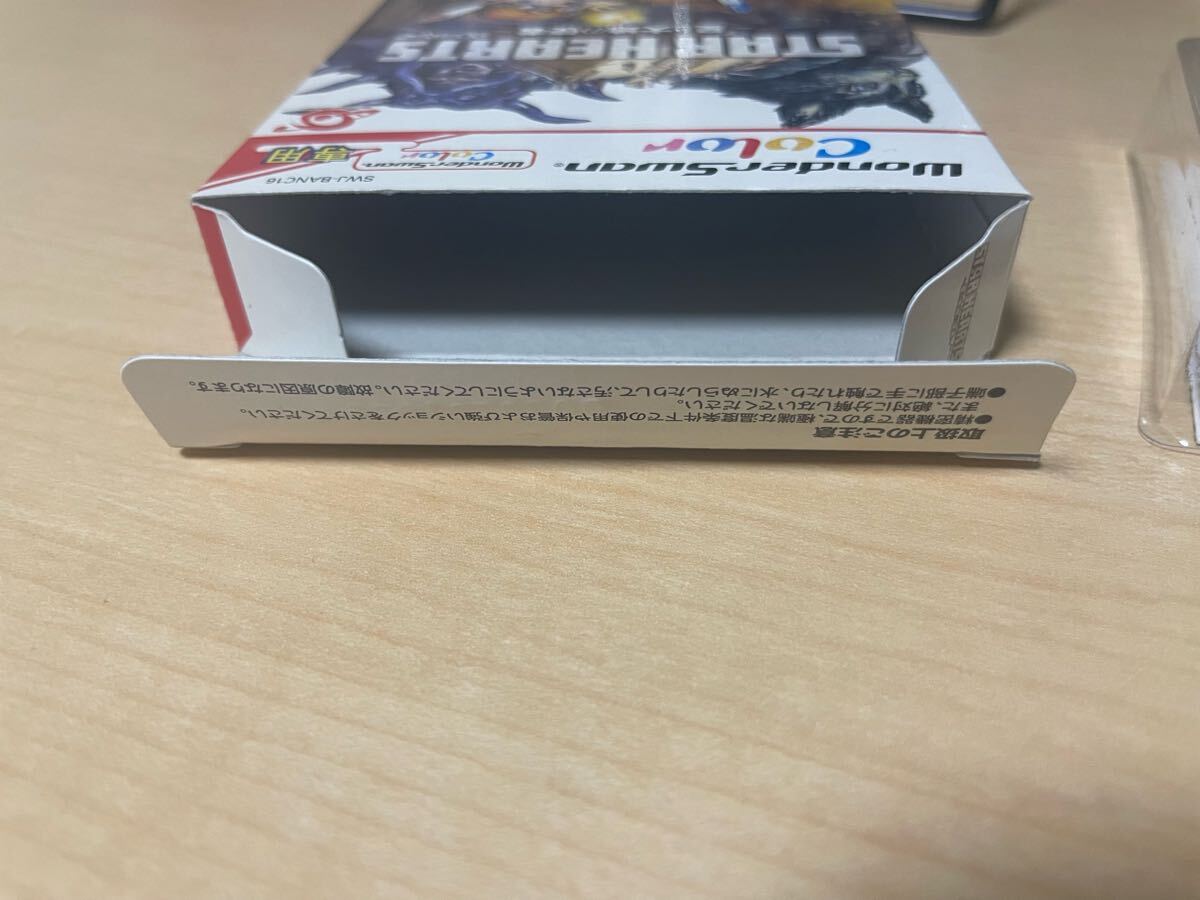 WonderSwan Color
WonderSwan Color 専用
SWJ-BANC16
STAR HEARTS
取扱上のご注意
●精密機器ですので、極端な温度条件下での使用や保管および強いショックをさけてください。
また、絶対に分解しないでください。
●端子部に手で触れたり、水にぬらしたりして、汚さないようにしてください。故障の原因になります。